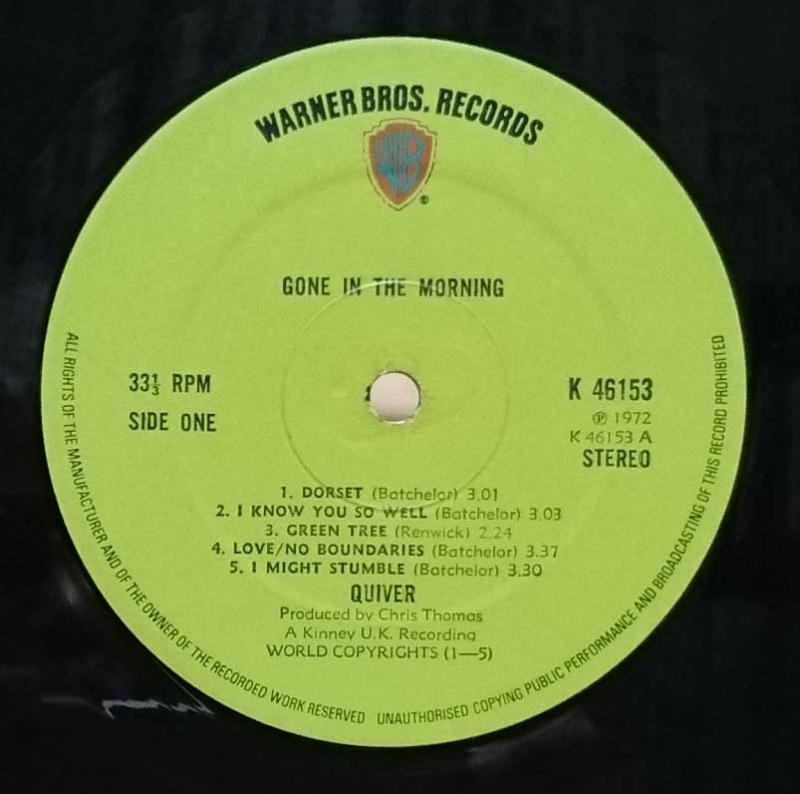 WARNER BROS. RECORDS
WB
®
GONE IN THE MORNING
33⅓ RPM
SIDE ONE
K 46153
℗ 1972
K 46153 A
STEREO
1. DORSET (Batchelor) 3.01
2. I KNOW YOU SO WELL (Batchelor) 3.03
3. GREEN TREE (Renwick) 2.24
4. LOVE/NO BOUNDARIES (Batchelor) 3.37
5. I MIGHT STUMBLE (Batchelor) 3.30
QUIVER
Produced by Chris Thomas
A Kinney U.K. Recording
WORLD COPYRIGHTS (1—5)
ALL RIGHTS OF THE MANUFACTURER AND OF THE OWNER OF THE RECORDED WORK RESERVED UNAUTHORISED COPYING PUBLIC PERFORMANCE AND BROADCASTING OF THIS RECORD PROHIBITED